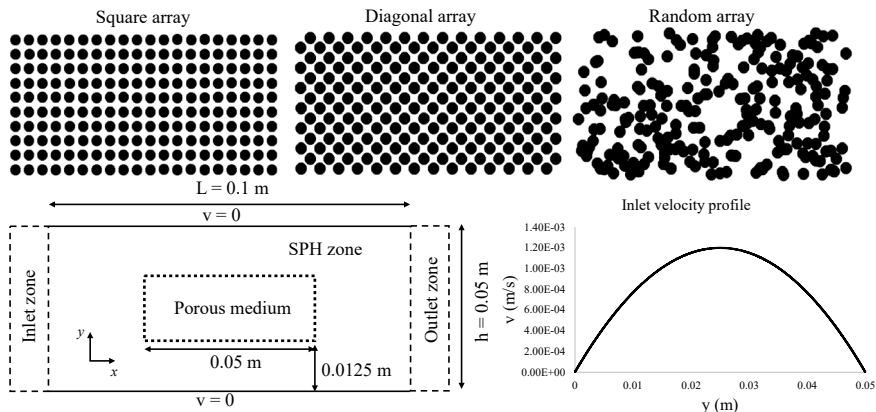 Square array
Diagonal array
Random array
L = 0.1 m
v = 0
SPH zone
Inlet zone
Porous medium
Outlet zone
h = 0.05 m
y
x
0.05 m
0.0125 m
v = 0
Inlet velocity profile
v (m/s)
1.40E-03
1.20E-03
1.00E-03
8.00E-04
6.00E-04
4.00E-04
2.00E-04
0.00E+00
0
0.01
0.02
0.03
0.04
0.05
y (m)